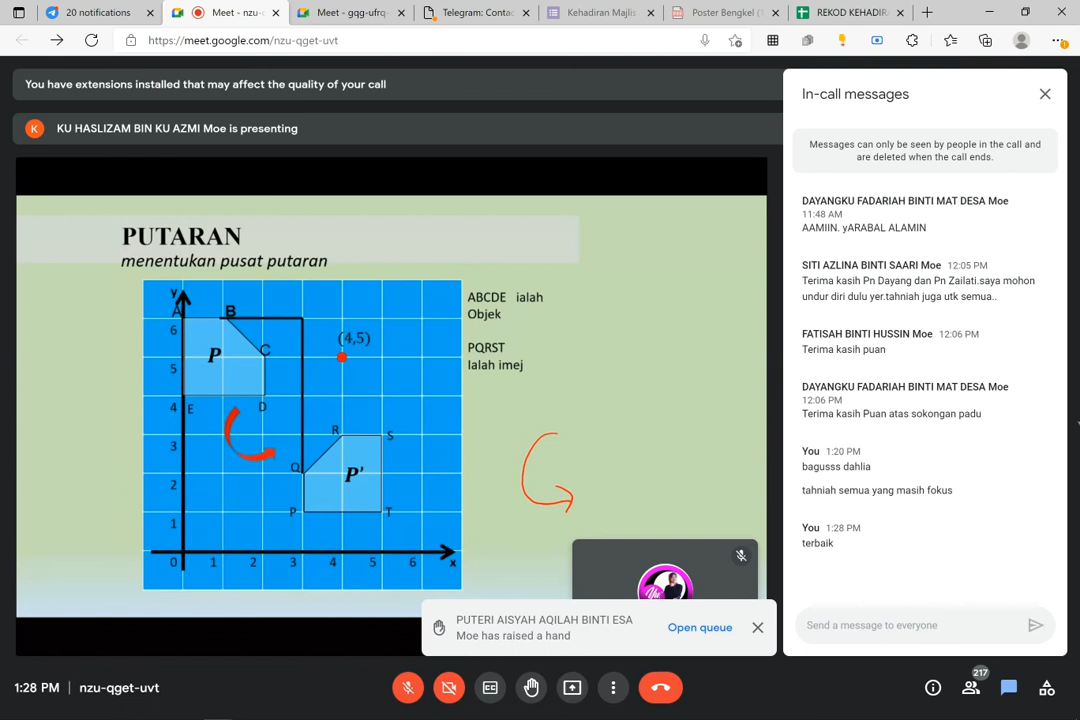 20 notifications
Meet - nzu-
Meet - gqg-ufrq-
Telegram: Contac
Kehadiran Majlis
Poster Bengkel (1
REKOD KEHADIRA
https://meet.google.com/nzu-qget-uvt
You have extensions installed that may affect the quality of your call
K
KU HASLIZAM BIN KU AZMI Moe is presenting
PUTARAN
menentukan pusat putaran
y
A B
6
P C
(4,5)
5
4 E D
3
R S
Q P'
2
P T
1
0 1 2 3 4 5 6 x
ABCDE ialah
Objek
PQRST
Ialah imej
PUTERI AISYAH AQILAH BINTI ESA
Moe has raised a hand
Open queue
In-call messages
Messages can only be seen by people in the call and
are deleted when the call ends.
DAYANGKU FADARIAH BINTI MAT DESA Moe
11:48 AM
AAMIIN. yARABAL ALAMIN
SITI AZLINA BINTI SAARI Moe 12:05 PM
Terima kasih Pn Dayang dan Pn Zailati.saya mohon
undur diri dulu yer.tahniah juga utk semua..
FATISAH BINTI HUSSIN Moe 12:06 PM
Terima kasih puan
DAYANGKU FADARIAH BINTI MAT DESA Moe
12:06 PM
Terima kasih Puan atas sokongan padu
You 1:20 PM
bagusss dahlia
tahniah semua yang masih fokus
You 1:28 PM
terbaik
Send a message to everyone
1:28 PM | nzu-qget-uvt
217